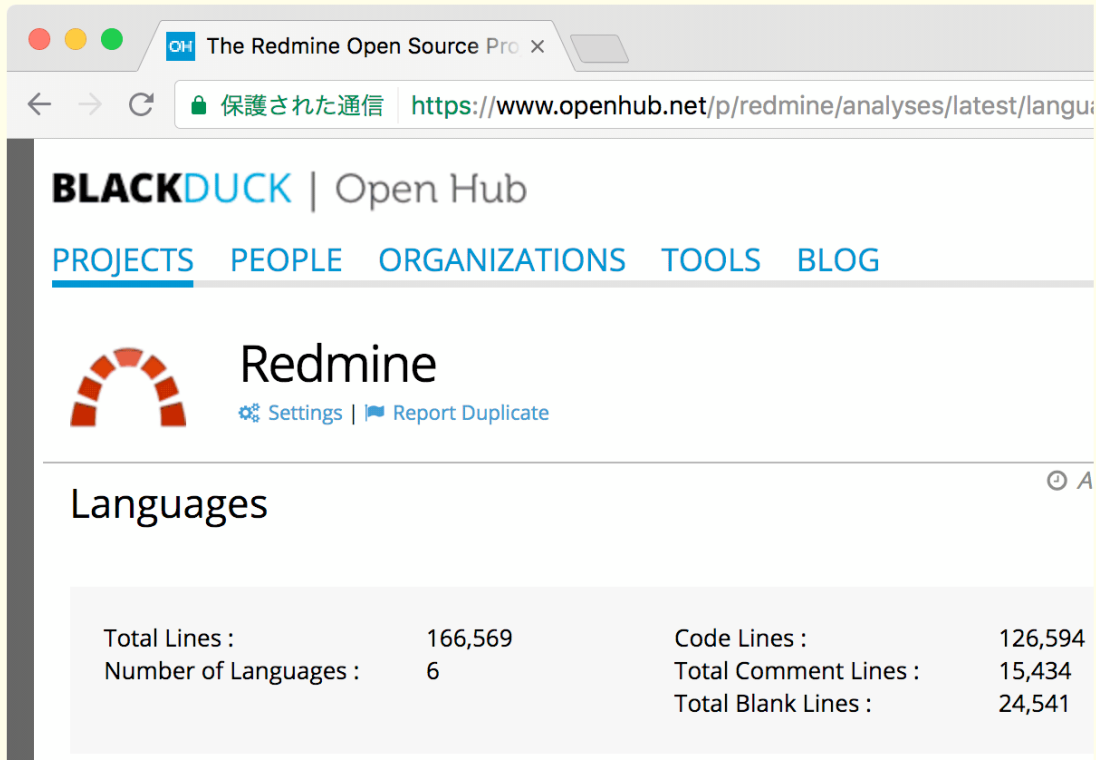 OH The Redmine Open Source Pro
保護された通信 https://www.openhub.net/p/redmine/analyses/latest/langua
BLACKDUCK | Open Hub
PROJECTS PEOPLE ORGANIZATIONS TOOLS BLOG
Redmine
Settings | Report Duplicate
A
Languages
Total Lines : 166,569 Code Lines : 126,594
Number of Languages : 6 Total Comment Lines : 15,434
Total Blank Lines : 24,541